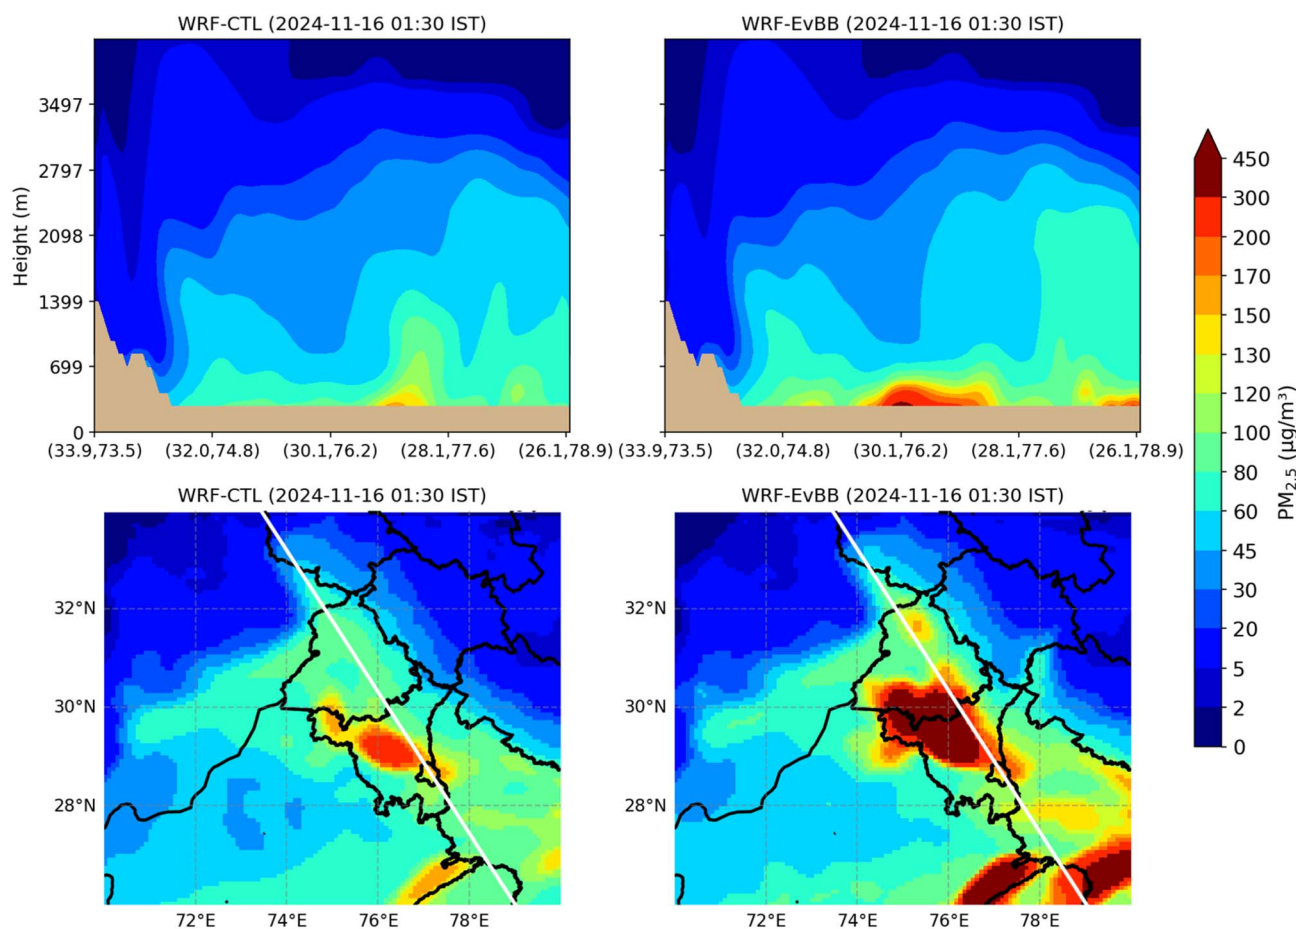 WRF-CTL (2024-11-16 01:30 IST)
WRF-EvBB (2024-11-16 01:30 IST)
Height (m)
3497
2797
2098
1399
699
0
(33.9,73.5) (32.0,74.8) (30.1,76.2) (28.1,77.6) (26.1,78.9)
(33.9,73.5) (32.0,74.8) (30.1,76.2) (28.1,77.6) (26.1,78.9)
WRF-CTL (2024-11-16 01:30 IST)
WRF-EvBB (2024-11-16 01:30 IST)
32°N
30°N
28°N
72°E 74°E 76°E 78°E
32°N
30°N
28°N
72°E 74°E 76°E 78°E
450
300
200
170
150
130
120
100
80
60
45
30
20
5
2
0
PM₂.₅ (µg/m³)